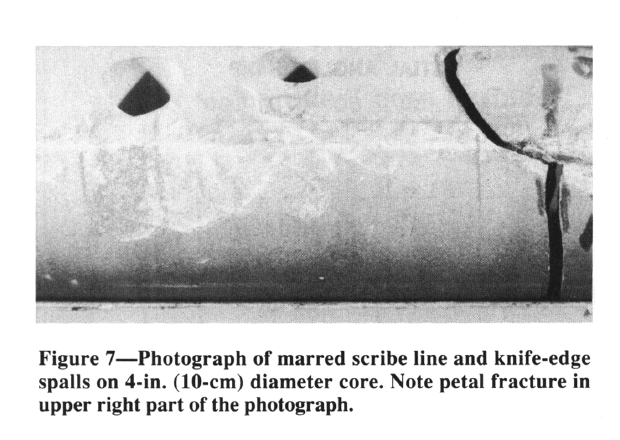 Figure 7—Photograph of marred scribe line and knife-edge
spalls on 4-in. (10-cm) diameter core. Note petal fracture in
upper right part of the photograph.